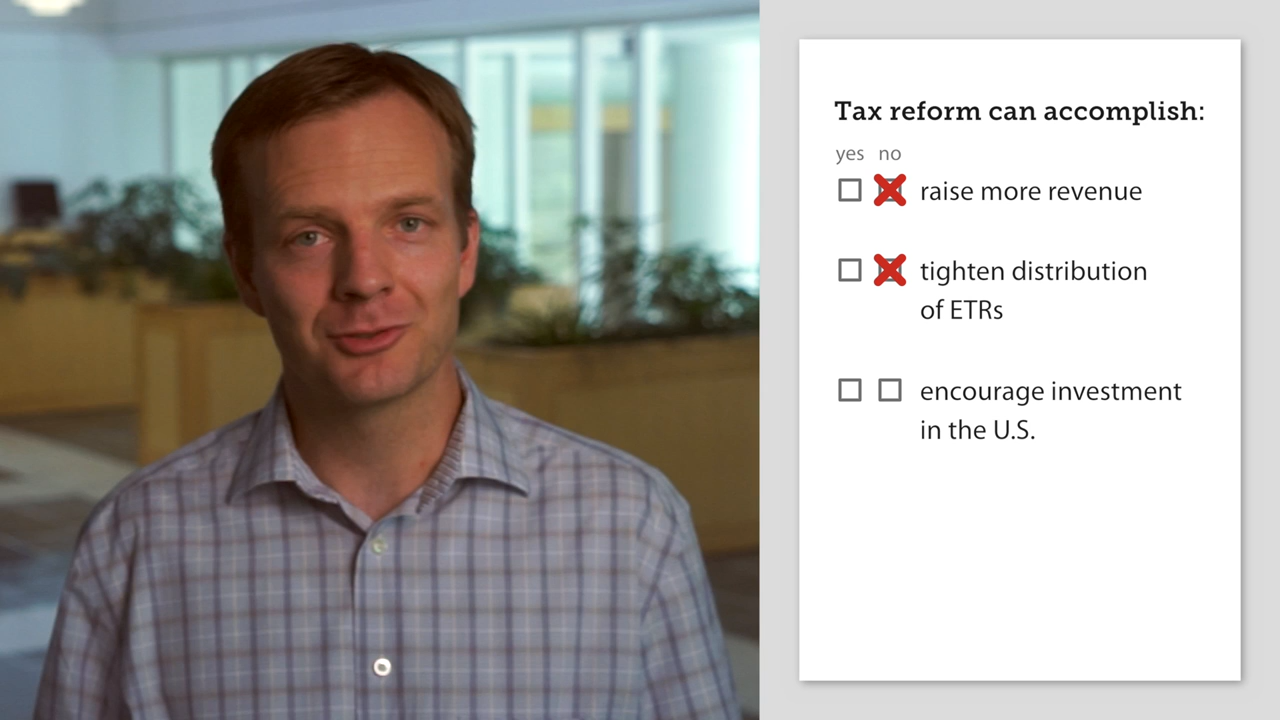 Tax reform can accomplish:
yes no
raise more revenue
tighten distribution
of ETRs
encourage investment
in the U.S.